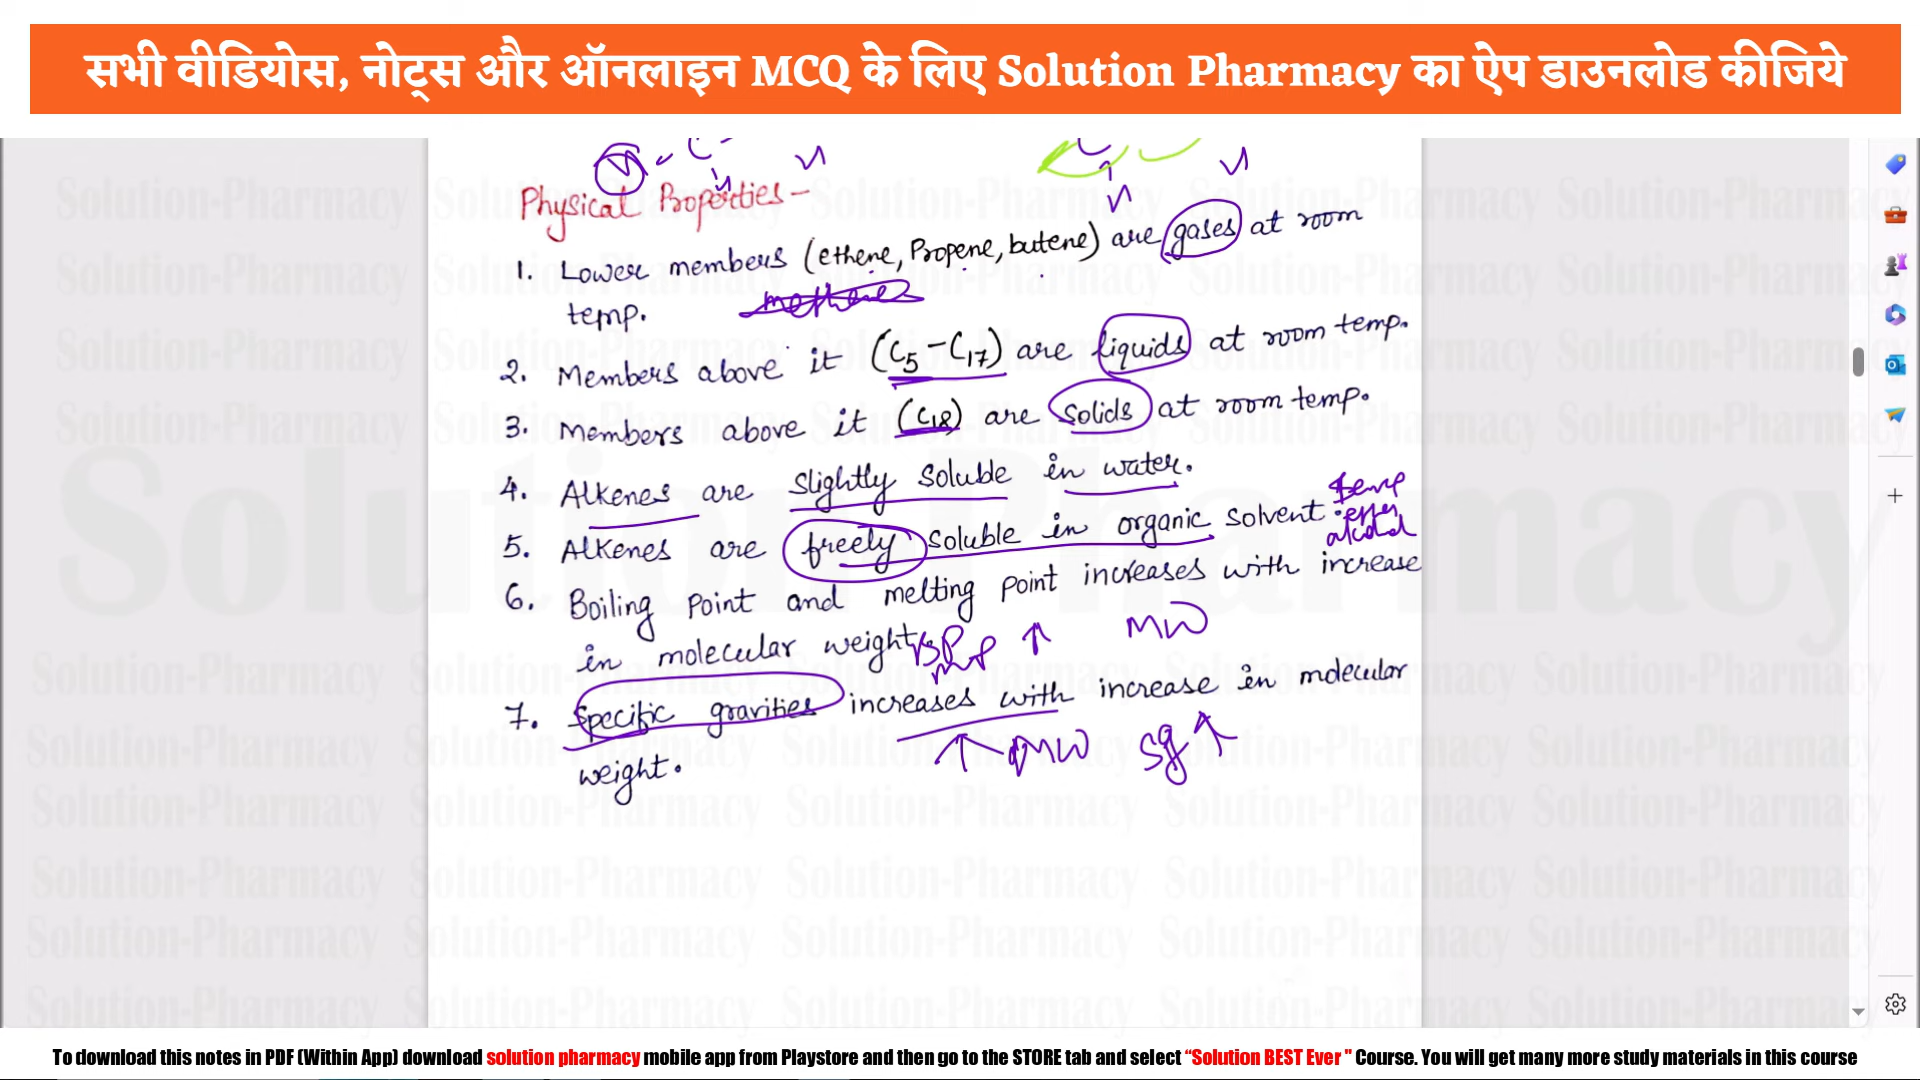 सभी वीडियोस, नोट्स और ऑनलाइन MCQ के लिए Solution Pharmacy का ऐप डाउनलोड कीजिये
Physical Properties -
1. Lower members (ethene, Propene, butene) are gases at room
temp.
2. Members above it (C5 - C17) are liquids at room temp.
3. Members above it (C18) are solids at room temp.
4. Alkenes are slightly soluble in water.
5. Alkenes are freely soluble in organic solvent.
alcohol
6. Boiling point and melting point increases with increase
in molecular weight. BP ↑ MW
7. Specific gravities increases with increase in molecular
↑ MW Sg ↑
weight.
Solution Pharmacy
Solution-Pharmacy
To download this notes in PDF (Within App) download solution pharmacy mobile app from Playstore and then go to the STORE tab and select “Solution BEST Ever " Course. You will get many more study materials in this course